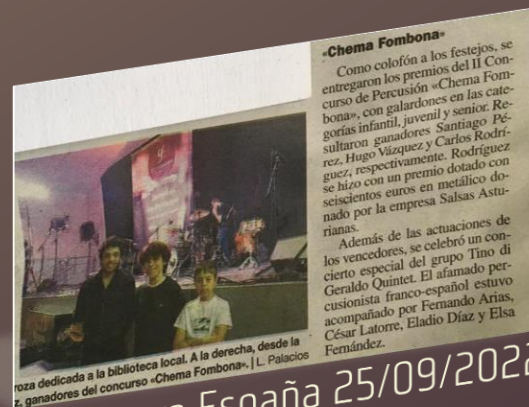 «Chema Fombona»
Como colofón a los festejos, se
entregaron los premios del II Con-
curso de Percusión «Chema Fom-
bona», con galardones en las cate-
gorías infantil, juvenil y senior. Re-
sultaron ganadores Santiago Pé-
rez, Hugo Vázquez y Carlos Rodrí-
guez, respectivamente. Rodríguez
se hizo con un premio dotado con
seiscientos euros en metálico do-
nado por la empresa Salsas Astu-
rianas.
Además de las actuaciones de
los vencedores, se celebró un con-
cierto especial del grupo Tino di
Geraldo Quintet. El afamado per-
cusionista franco-español estuvo
acompañado por Fernando Arias,
César Latorre, Eladio Díaz y Elsa
Fernández.
roza dedicada a la biblioteca local. A la derecha, desde la
z, ganadores del concurso «Chema Fombona». | L. Palacios
España 25/09/2022